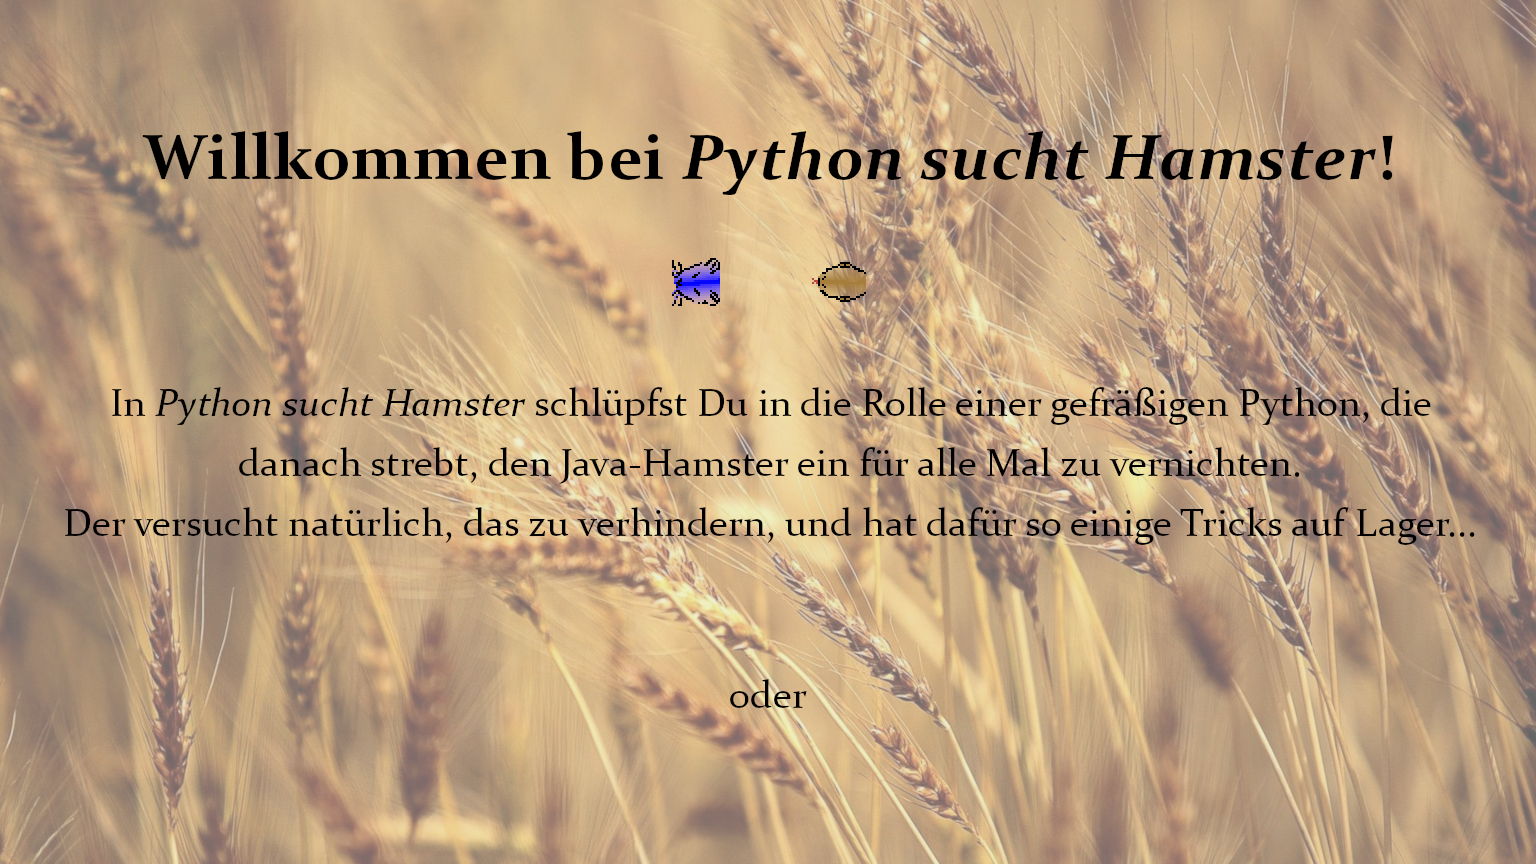 Willkommen bei Python sucht Hamster!
In Python sucht Hamster schlüpfst Du in die Rolle einer gefräßigen Python, die
danach strebt, den Java-Hamster ein für alle Mal zu vernichten.
Der versucht natürlich, das zu verhindern, und hat dafür so einige Tricks auf Lager...
oder